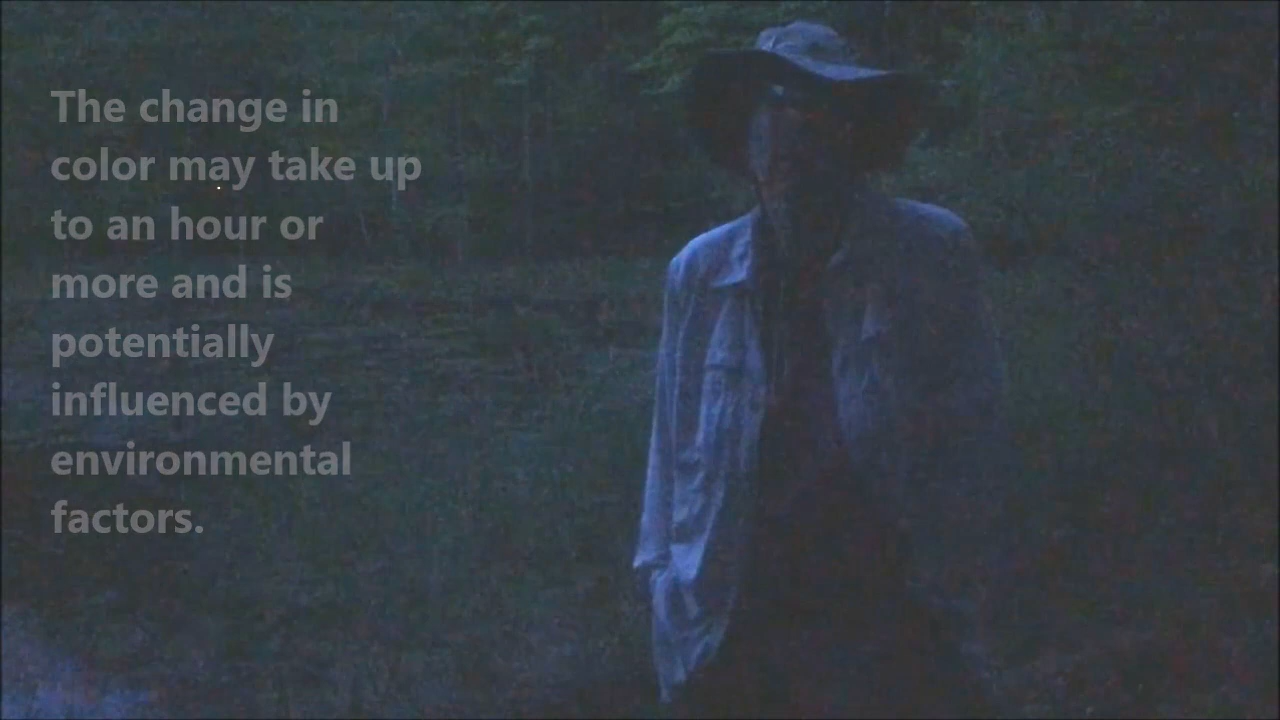 The change in
color may take up
to an hour or
more and is
potentially
influenced by
environmental
factors.